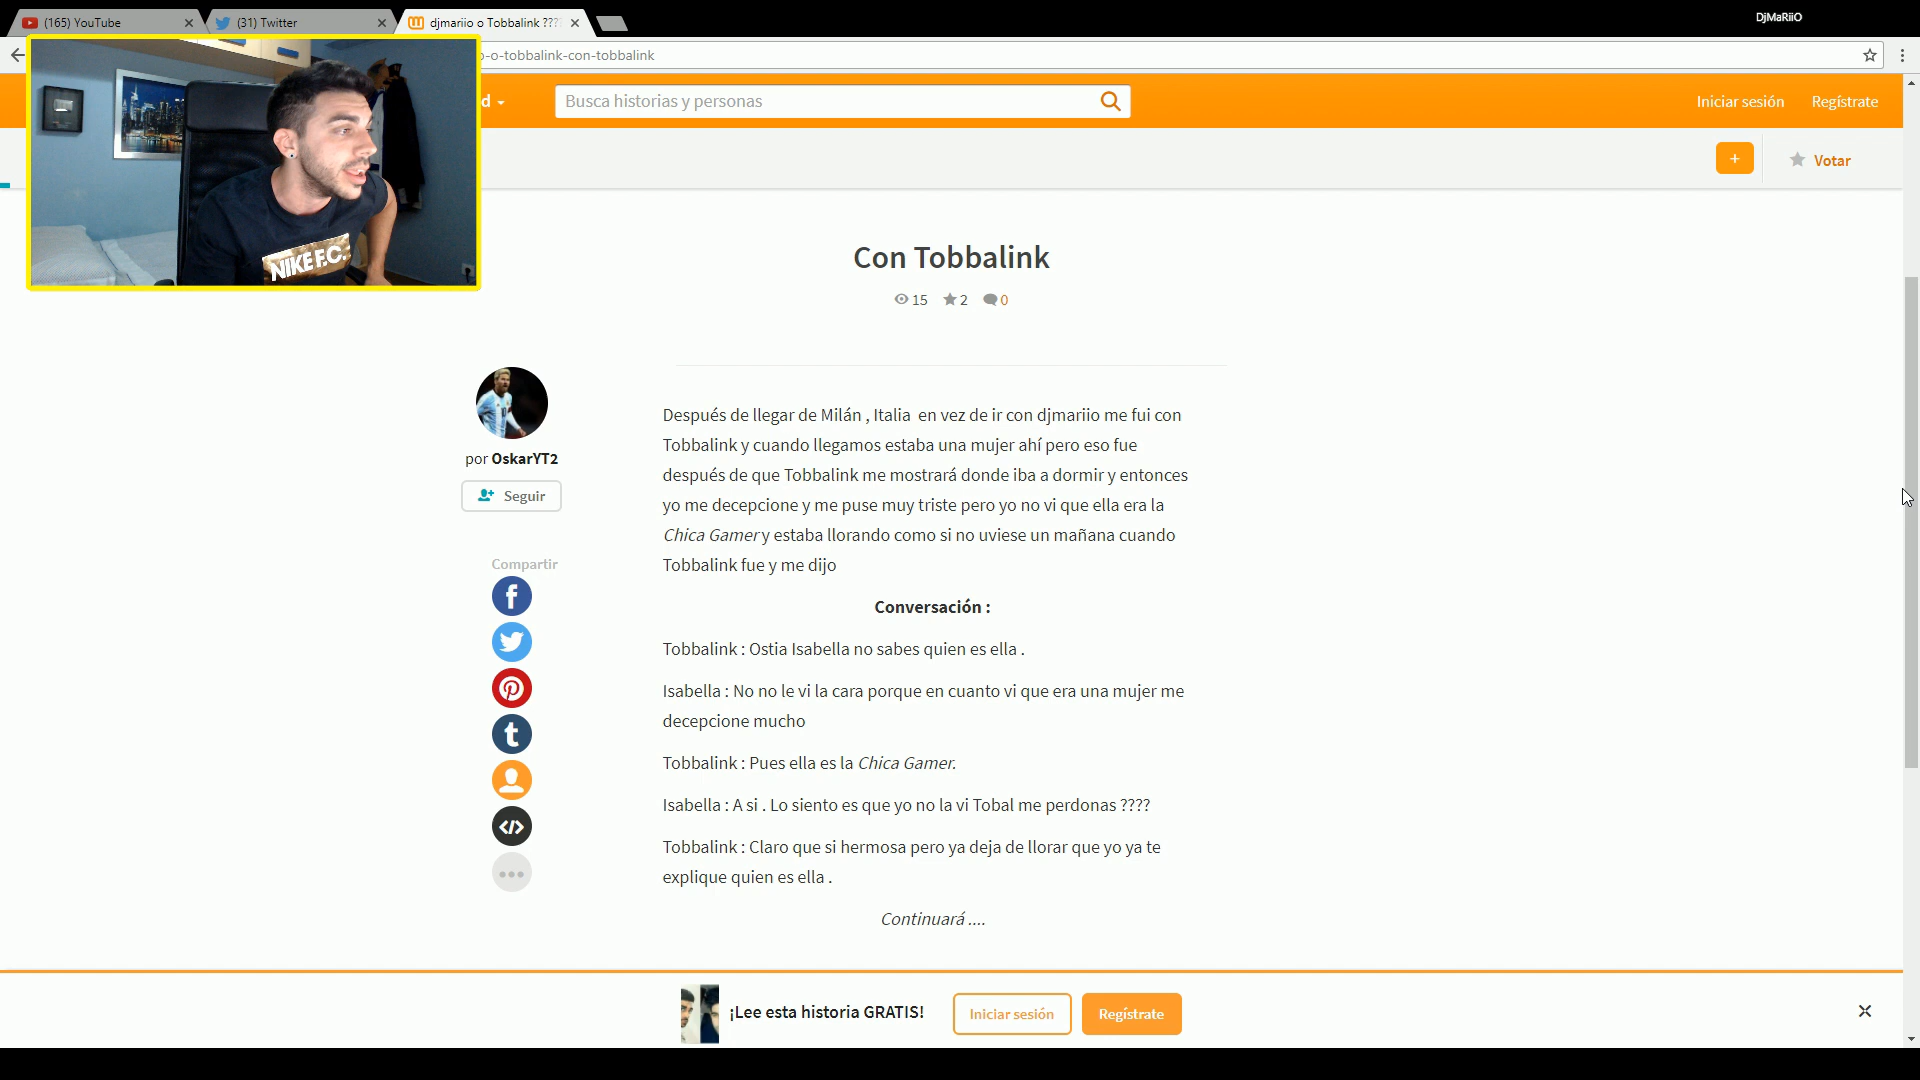 DjMaRiiO
(165) YouTube
(31) Twitter
djmariio o Tobbalink ???
o-o-tobbalink-con-tobbalink
d
Busca historias y personas
Iniciar sesión
Regístrate
+
Votar
NIKE F.C.
Con Tobbalink
15 2 0
por OskarYT2
Seguir
Compartir
Después de llegar de Milán , Italia en vez de ir con djmariio me fui con
Tobbalink y cuando llegamos estaba una mujer ahí pero eso fue
después de que Tobbalink me mostrará donde iba a dormir y entonces
yo me decepcione y me puse muy triste pero yo no vi que ella era la
Chica Gamer y estaba llorando como si no uviese un mañana cuando
Tobbalink fue y me dijo
Conversación :
Tobbalink : Ostia Isabella no sabes quien es ella .
Isabella : No no le vi la cara porque en cuanto vi que era una mujer me
decepcione mucho
Tobbalink : Pues ella es la Chica Gamer.
Isabella : A si . Lo siento es que yo no la vi Tobal me perdonas ????
Tobbalink : Claro que si hermosa pero ya deja de llorar que yo ya te
explique quien es ella .
Continuará ....
¡Lee esta historia GRATIS!
Iniciar sesión
Regístrate